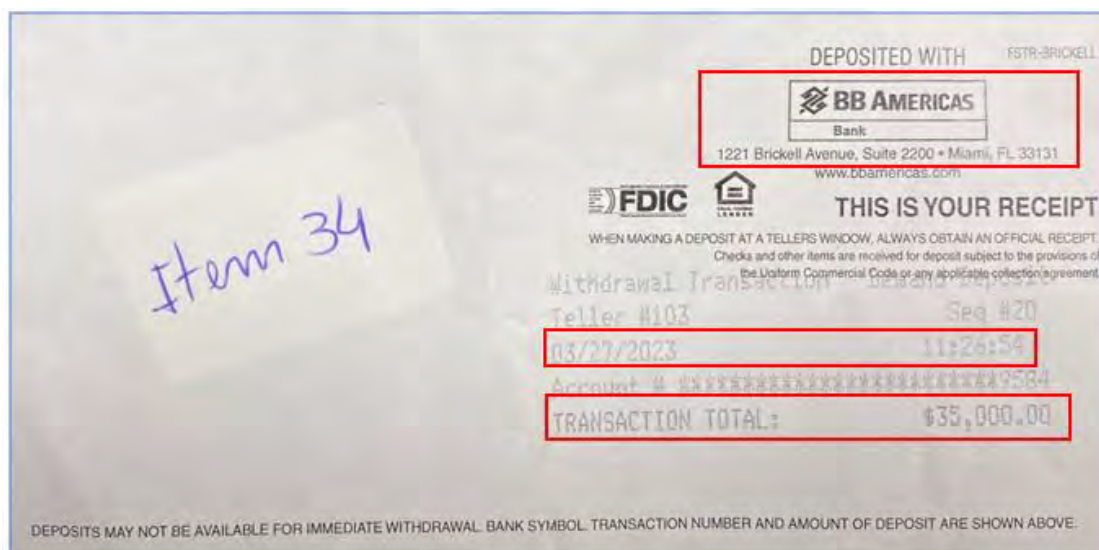 DEPOSITED WITH FSTR-BRICKELL
BB AMERICAS
Bank
1221 Brickell Avenue, Suite 2200 • Miami, FL 33131
www.bbamericas.com
FDIC
EQUAL HOUSING LENDER
THIS IS YOUR RECEIPT
WHEN MAKING A DEPOSIT AT A TELLERS WINDOW, ALWAYS OBTAIN AN OFFICIAL RECEIPT.
Checks and other items are received for deposit subject to the provisions of
the Uniform Commercial Code or any applicable collection agreement
Item 34
Withdrawal Transaction Demand Deposit
Teller #103 Seq #20
03/27/2023 11:26:54
Account # **************************9584
TRANSACTION TOTAL: $35,000.00
DEPOSITS MAY NOT BE AVAILABLE FOR IMMEDIATE WITHDRAWAL. BANK SYMBOL. TRANSACTION NUMBER AND AMOUNT OF DEPOSIT ARE SHOWN ABOVE.